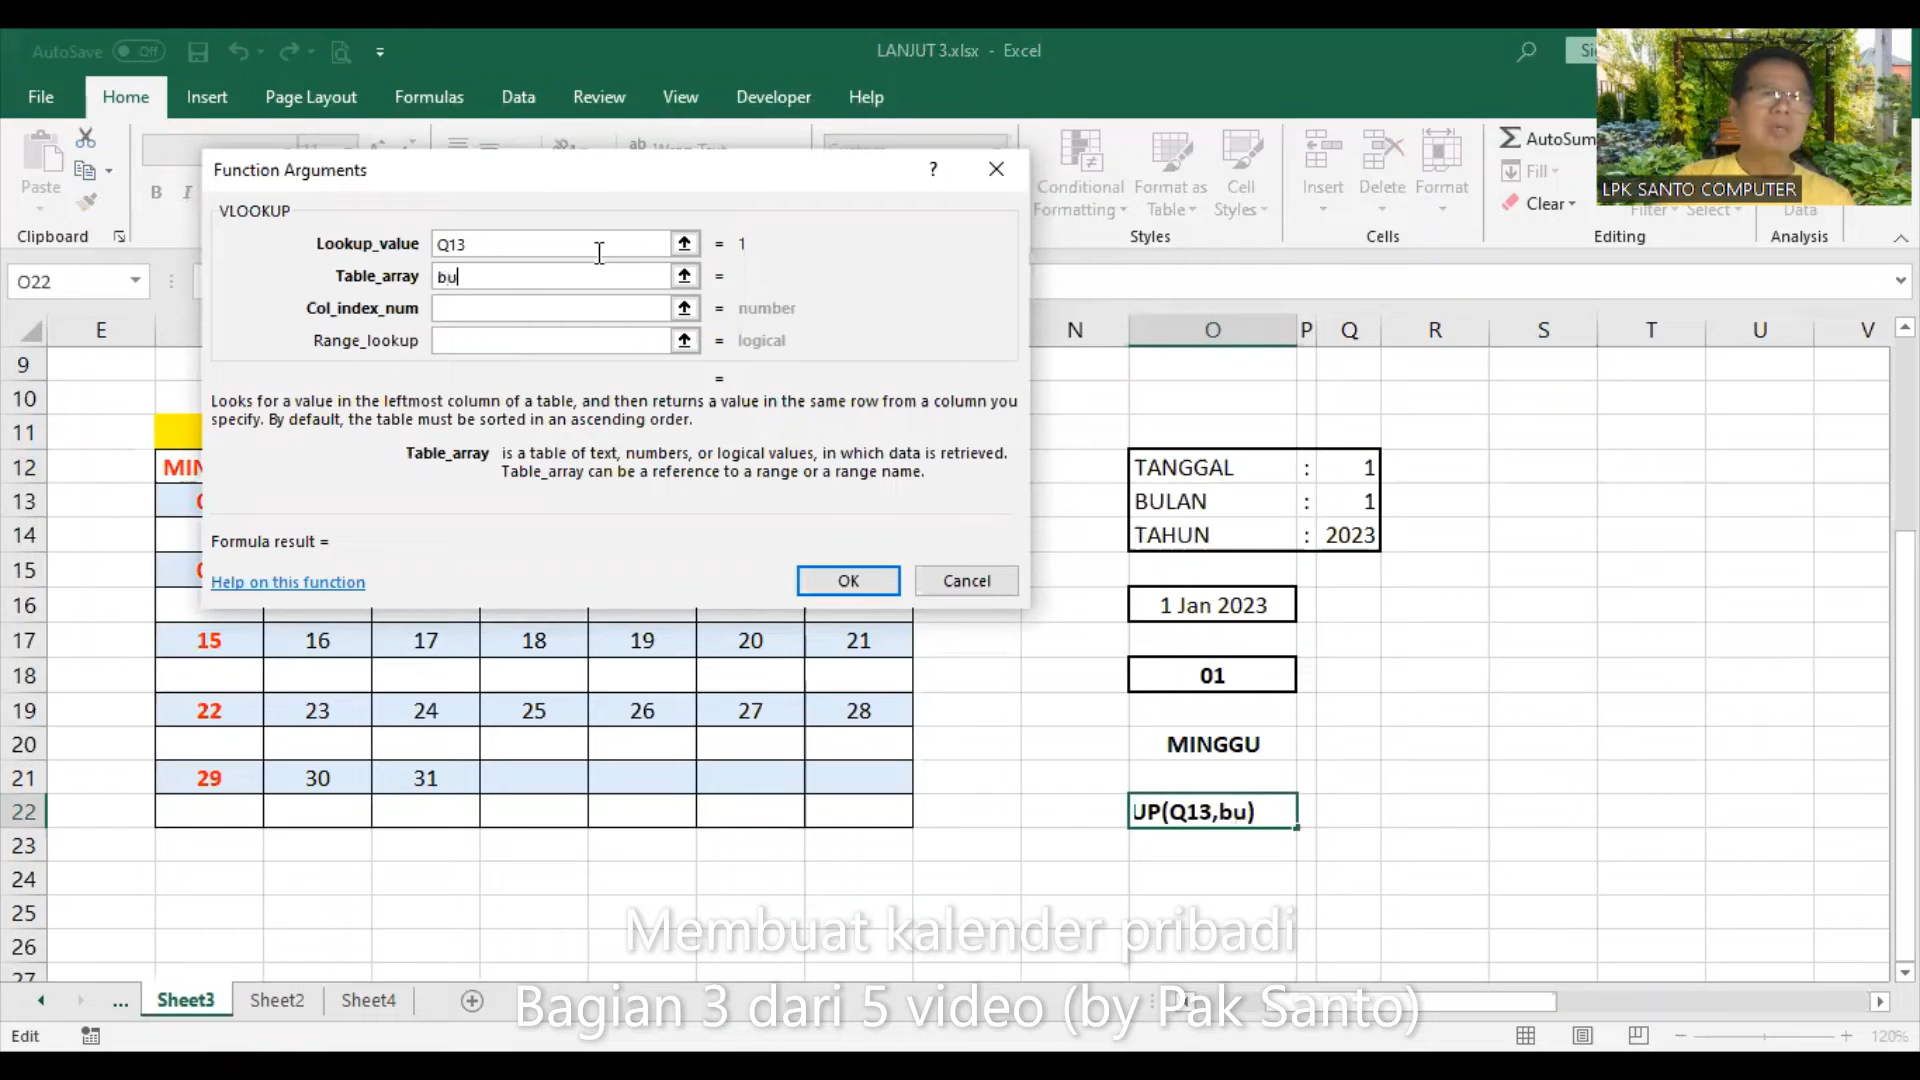 AutoSave Off
LANJUT 3.xlsx - Excel
File Home Insert Page Layout Formulas Data Review View Developer Help
LPK SANTO COMPUTER
Paste
Clipboard
B I
Conditional Formatting
Format as Table
Cell Styles
Styles
Insert Delete Format
Cells
AutoSum
Fill
Clear
Filter Select
Editing
Data
Analysis
Function Arguments
?
VLOOKUP
Lookup_value Q13 = 1
Table_array bu =
Col_index_num = number
Range_lookup = logical
=
Looks for a value in the leftmost column of a table, and then returns a value in the same row from a column you
specify. By default, the table must be sorted in an ascending order.
Table_array is a table of text, numbers, or logical values, in which data is retrieved.
Table_array can be a reference to a range or a range name.
Formula result =
Help on this function
OK Cancel
O22
E N O P Q R S T U V
9
10
11
12 TANGGAL : 1
13 BULAN : 1
14 TAHUN : 2023
15
16 1 Jan 2023
17 15 16 17 18 19 20 21
18 01
19 22 23 24 25 26 27 28
20 MINGGU
21 29 30 31
22 UP(Q13,bu)
23
24
25
26
27
Membuat kalender pribadi
Bagian 3 dari 5 video (by Pak Santo)
... Sheet3 Sheet2 Sheet4
Edit
120%